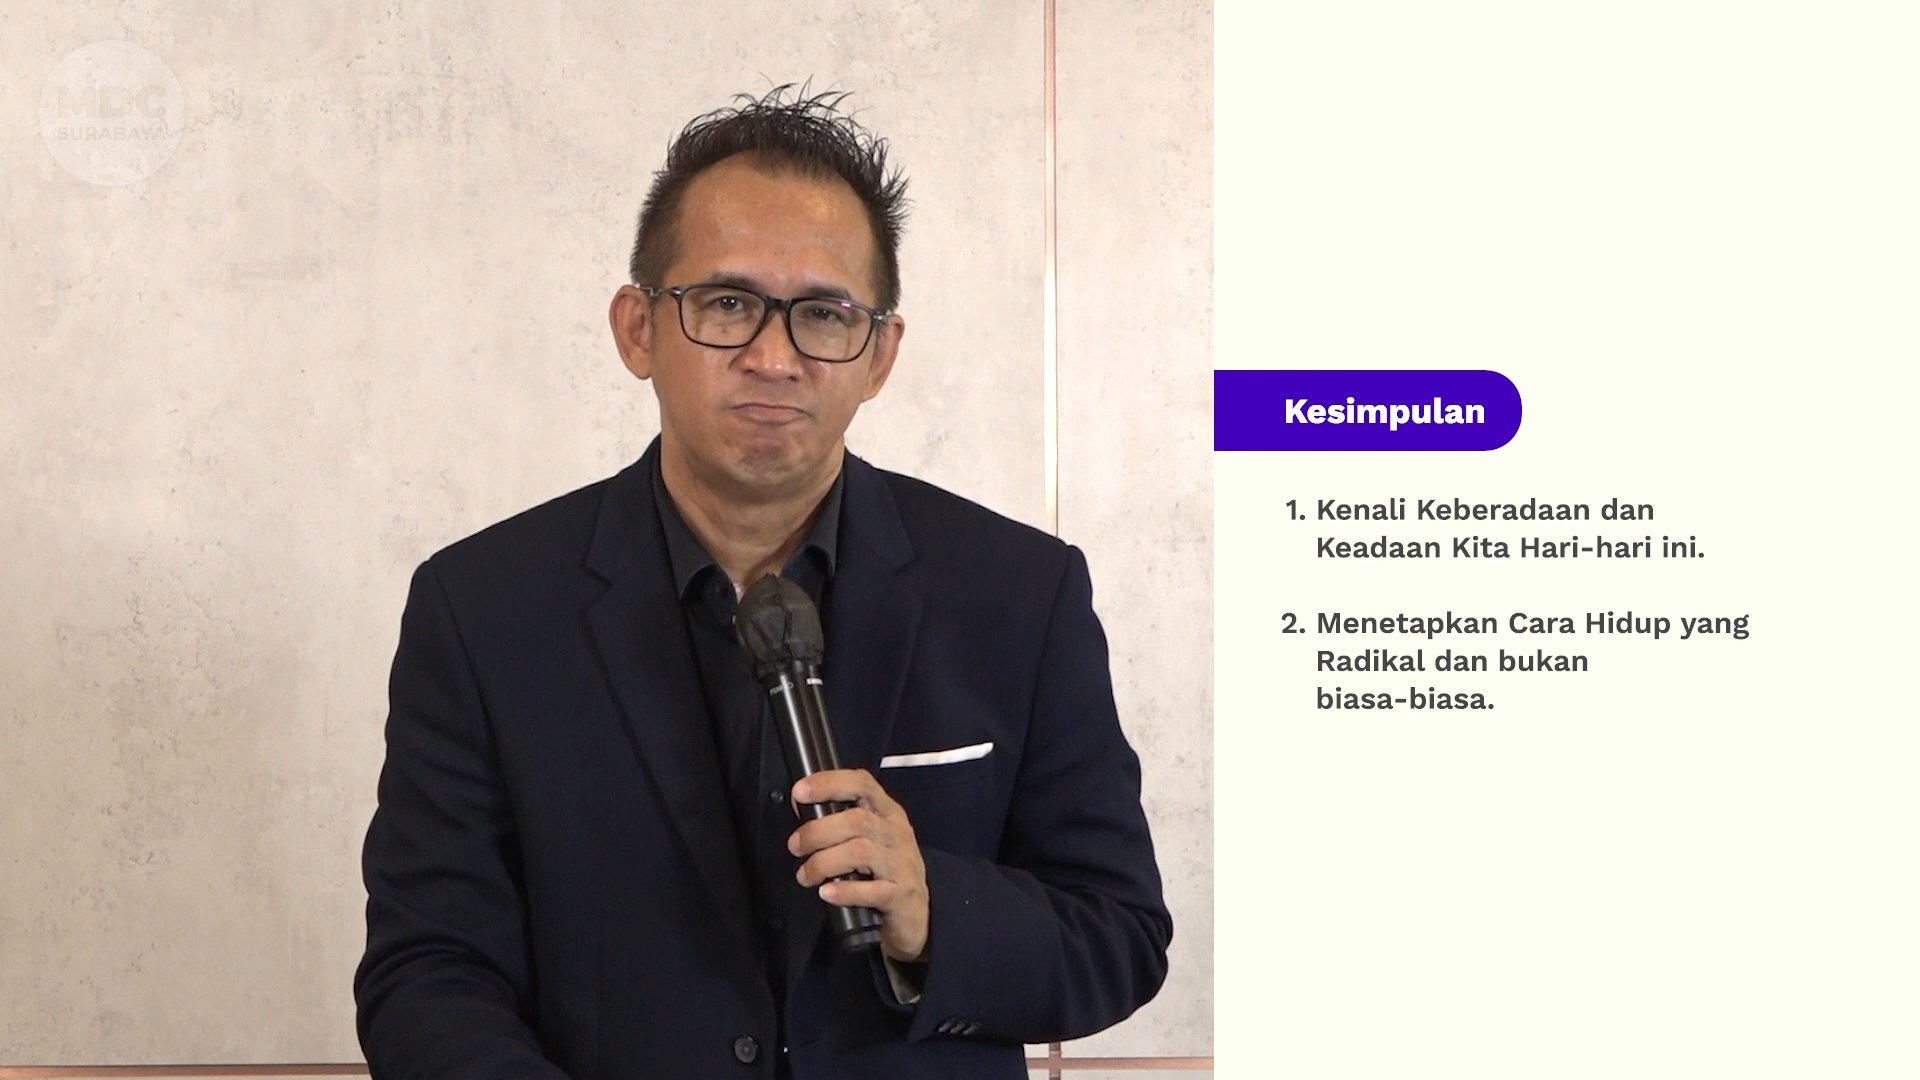 MDC
SURABAYA
Kesimpulan
1. Kenali Keberadaan dan
Keadaan Kita Hari-hari ini.
2. Menetapkan Cara Hidup yang
Radikal dan bukan
biasa-biasa.